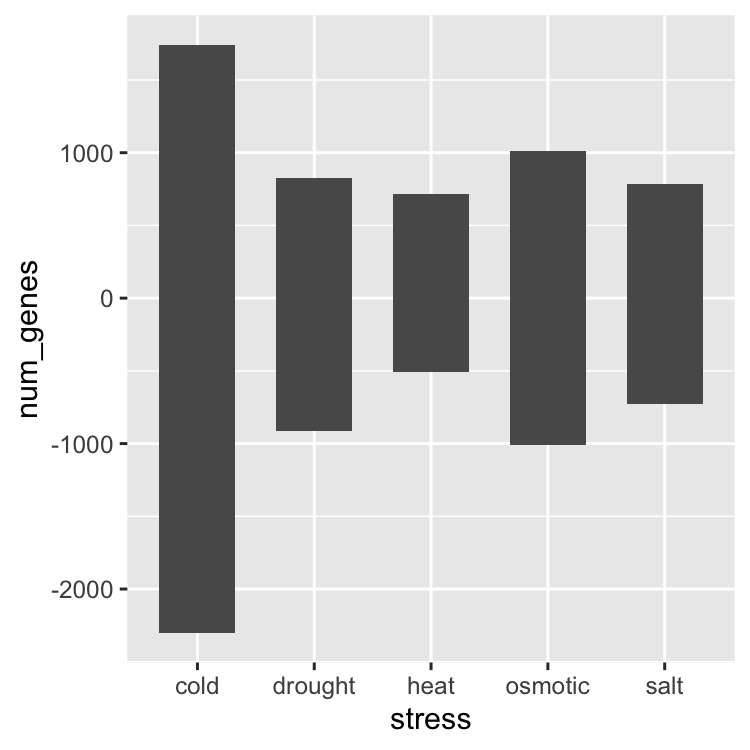 num_genes
1000
0
-1000
-2000
cold drought heat osmotic salt
stress